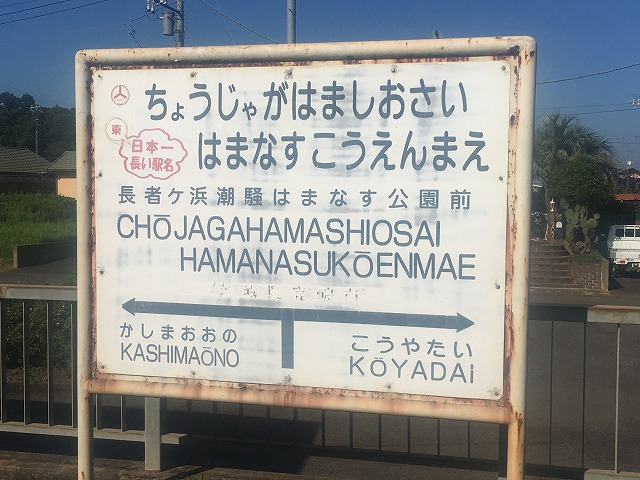 ちょうじゃがはましおさい
はまなすこうえんまえ
東
日本一
長い駅名
長者ケ浜潮騒はまなす公園前
CHŌJAGAHAMASHIOSAI
HAMANASUKŌENMAE
かしまおおの
KASHIMAŌNO
こうやたい
KŌYADAi